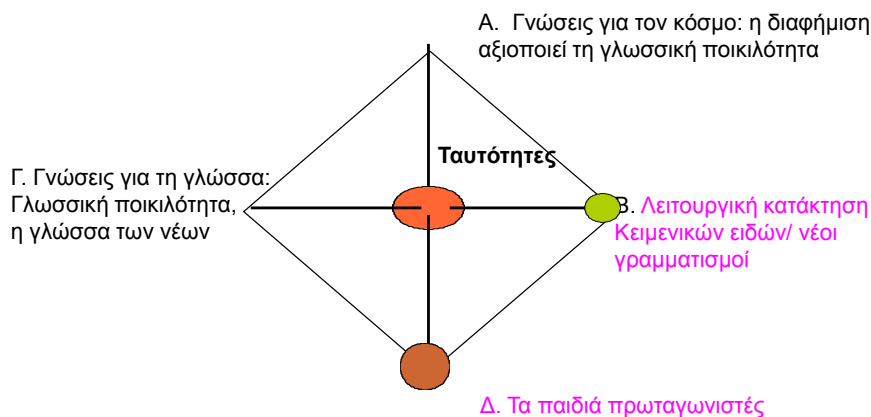 Α. Γνώσεις για τον κόσμο: η διαφήμιση
αξιοποιεί τη γλωσσική ποικιλότητα
Ταυτότητες
Γ. Γνώσεις για τη γλώσσα:
Γλωσσική ποικιλότητα,
η γλώσσα των νέων
Β. Λειτουργική κατάκτηση
Κειμενικών ειδών/ νέοι
γραμματισμοί
Δ. Τα παιδιά πρωταγωνιστές